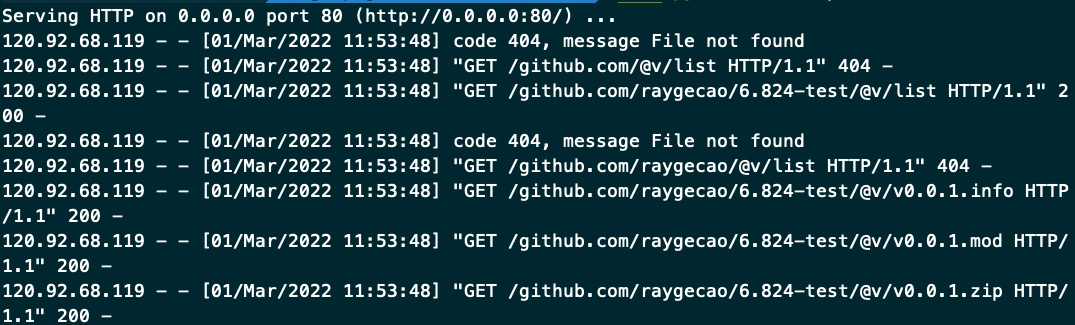 Serving HTTP on 0.0.0.0 port 80 (http://0.0.0.0:80/) ...
120.92.68.119 - - [01/Mar/2022 11:53:48] code 404, message File not found
120.92.68.119 - - [01/Mar/2022 11:53:48] "GET /github.com/@v/list HTTP/1.1" 404 -
120.92.68.119 - - [01/Mar/2022 11:53:48] "GET /github.com/raygecao/6.824-test/@v/list HTTP/1.1" 2
00 -
120.92.68.119 - - [01/Mar/2022 11:53:48] code 404, message File not found
120.92.68.119 - - [01/Mar/2022 11:53:48] "GET /github.com/raygecao/@v/list HTTP/1.1" 404 -
120.92.68.119 - - [01/Mar/2022 11:53:48] "GET /github.com/raygecao/6.824-test/@v/v0.0.1.info HTTP
/1.1" 200 -
120.92.68.119 - - [01/Mar/2022 11:53:48] "GET /github.com/raygecao/6.824-test/@v/v0.0.1.mod HTTP/
1.1" 200 -
120.92.68.119 - - [01/Mar/2022 11:53:48] "GET /github.com/raygecao/6.824-test/@v/v0.0.1.zip HTTP/
1.1" 200 -